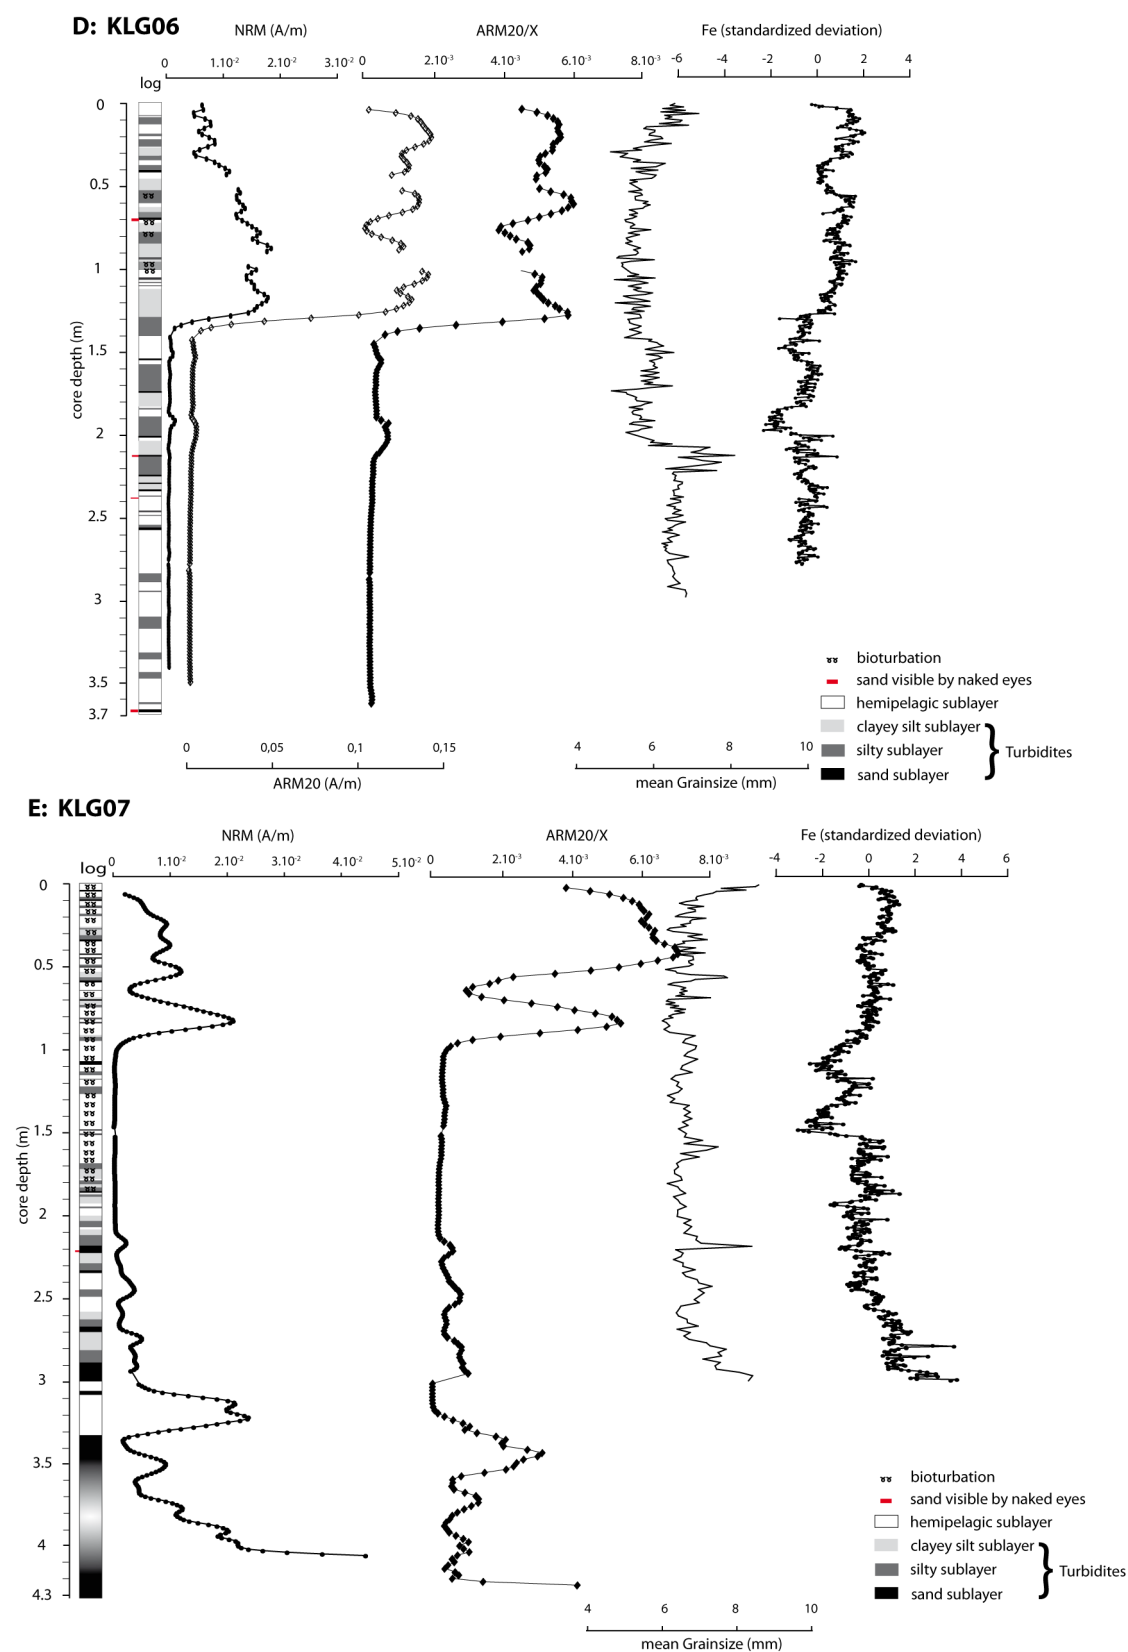 D: KLG06
NRM (A/m) ARM20/X Fe (standardized deviation)
0 1.10-2 2.10-2 3.10-2 0 2.10-3 4.10-3 6.10-3 8.10-3 -6 -4 -2 0 2 4
log
0
0.5
1
1.5
2
2.5
3
3.5
3.7
core depth (m)
bioturbation
sand visible by naked eyes
hemipelagic sublayer
clayey silt sublayer
silty sublayer
sand sublayer
Turbidites
0 0,05 0,1 0,15 4 6 8 10
ARM20 (A/m) mean Grainsize (mm)
E: KLG07
NRM (A/m) ARM20/X Fe (standardized deviation)
0 1.10-2 2.10-2 3.10-2 4.10-2 5.10-2 0 2.10-3 4.10-3 6.10-3 8.10-3 -4 -2 0 2 4 6
log
0
0.5
1
1.5
2
2.5
3
3.5
4
4.3
core depth (m)
bioturbation
sand visible by naked eyes
hemipelagic sublayer
clayey silt sublayer
silty sublayer
sand sublayer
Turbidites
4 6 8 10
mean Grainsize (mm)